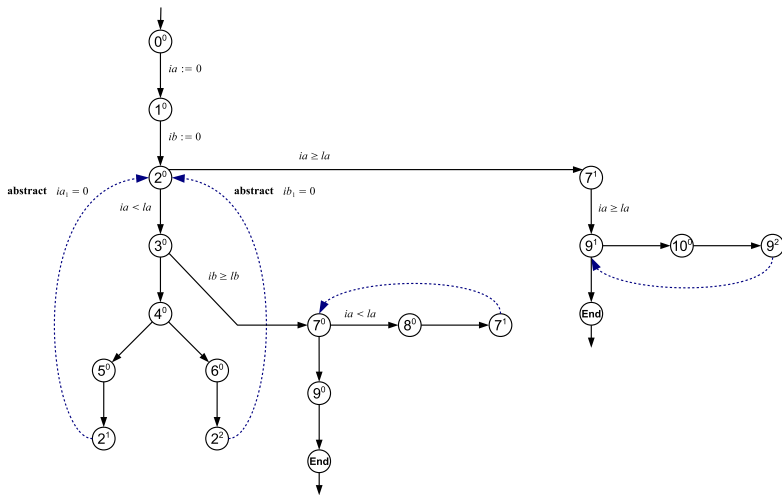 0⁰
ia := 0
1⁰
ib := 0
ia ≥ la
abstract ia₁ = 0
2⁰
abstract ib₁ = 0
7¹
ia < la
ia ≥ la
3⁰
9¹
10⁰
9²
ib ≥ lb
4⁰
7⁰
ia < la
8⁰
7¹
End
5⁰
6⁰
9⁰
2¹
2²
End